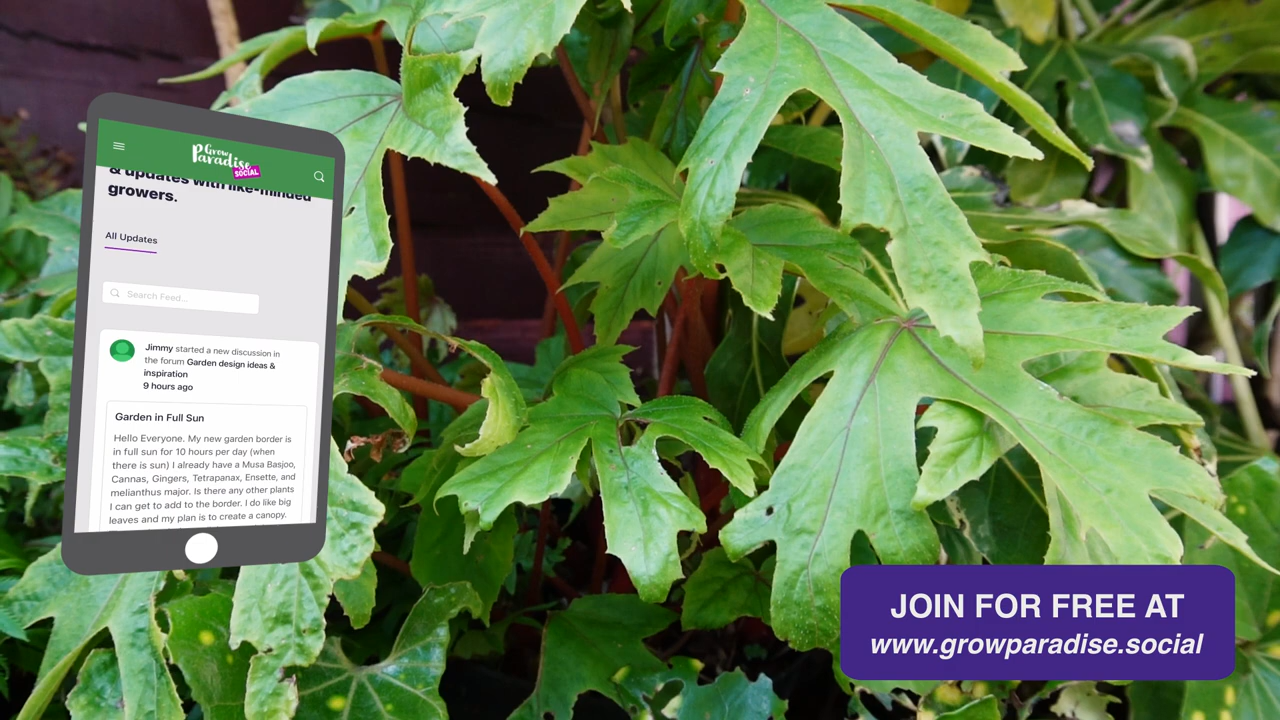 Grow
Paradise
SOCIAL
& updates with like-minded
growers.
All Updates
Search Feed...
Jimmy started a new discussion in
the forum Garden design ideas &
inspiration
9 hours ago
Garden in Full Sun
Hello Everyone. My new garden border is
in full sun for 10 hours per day (when
there is sun) I already have a Musa Basjoo,
Cannas, Gingers, Tetrapanax, Ensette, and
melianthus major. Is there any other plants
I can get to add to the border. I do like big
leaves and my plan is to create a canopy.
JOIN FOR FREE AT
www.growparadise.social